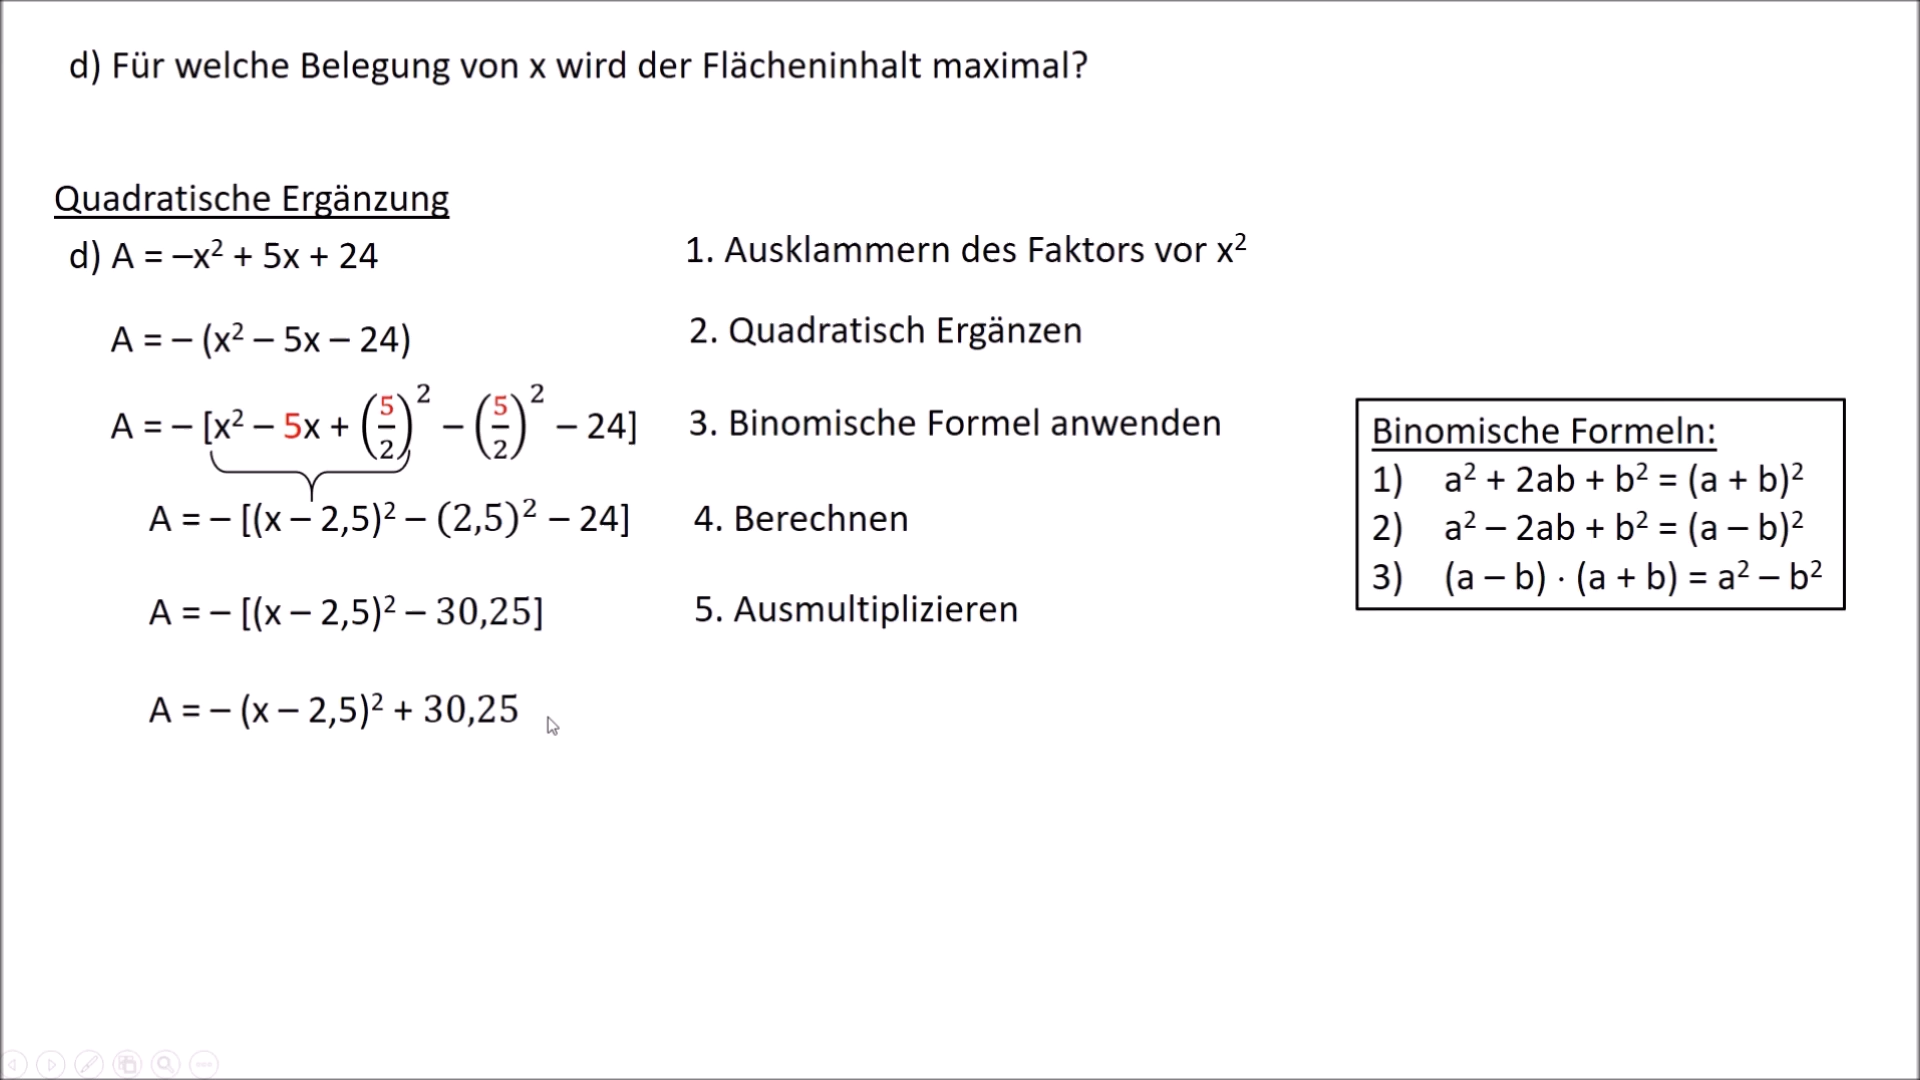 d) Für welche Belegung von x wird der Flächeninhalt maximal?
Quadratische Ergänzung
d) A = –x² + 5x + 24
1. Ausklammern des Faktors vor x²
A = – (x² – 5x – 24)
2. Quadratisch Ergänzen
A = – [x² – 5x + (5/2)² – (5/2)² – 24]
3. Binomische Formel anwenden
A = – [(x – 2,5)² – (2,5)² – 24]
4. Berechnen
A = – [(x – 2,5)² – 30,25]
5. Ausmultiplizieren
A = – (x – 2,5)² + 30,25
Binomische Formeln:
1) a² + 2ab + b² = (a + b)²
2) a² – 2ab + b² = (a – b)²
3) (a – b) · (a + b) = a² – b²